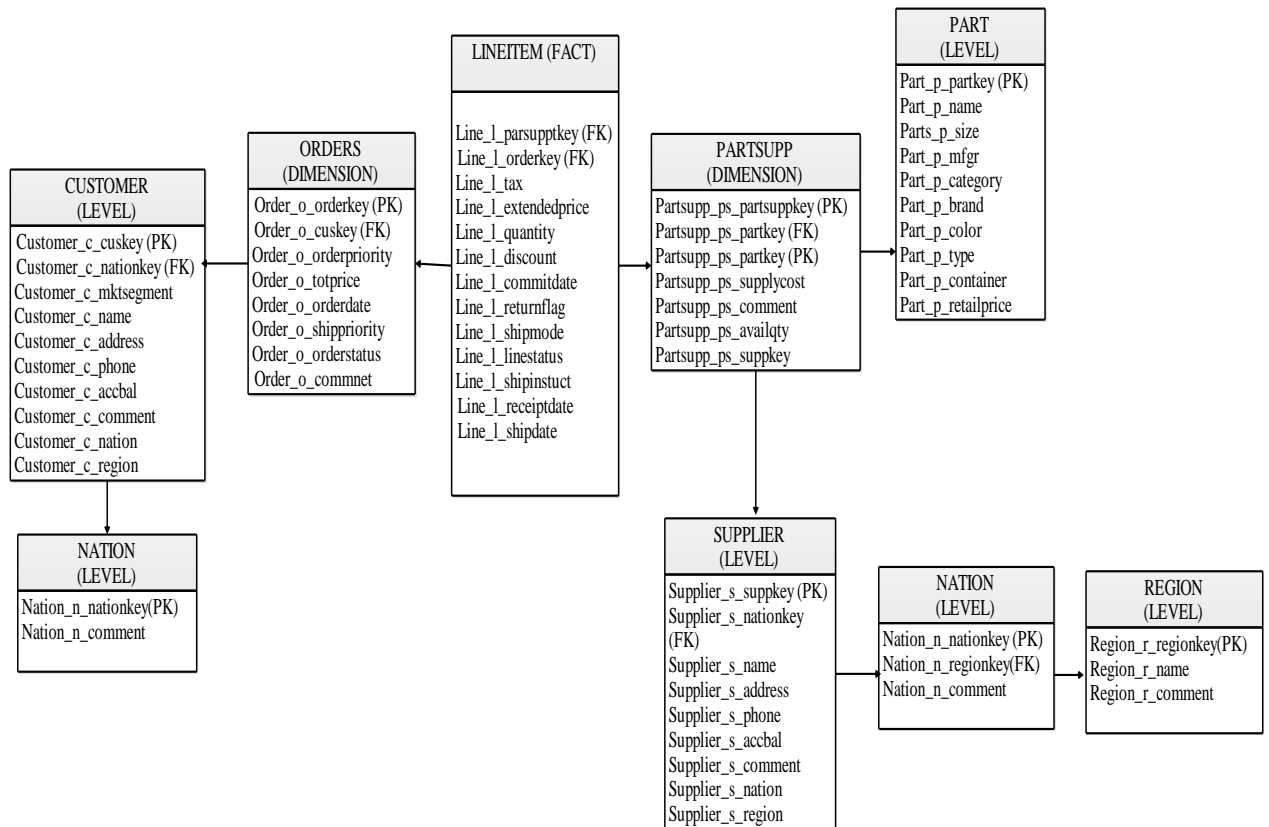 CUSTOMER
(LEVEL)
Customer_c_cuskey (PK)
Customer_c_nationkey (FK)
Customer_c_mktsegment
Customer_c_name
Customer_c_address
Customer_c_phone
Customer_c_accbal
Customer_c_comment
Customer_c_nation
Customer_c_region
NATION
(LEVEL)
Nation_n_nationkey(PK)
Nation_n_comment
ORDERS
(DIMENSION)
Order_o_orderkey (PK)
Order_o_cuskey (FK)
Order_o_orderpriority
Order_o_totprice
Order_o_orderdate
Order_o_shippriority
Order_o_orderstatus
Order_o_commnet
LINEITEM (FACT)
Line_l_parsupptkey (FK)
Line_l_orderkey (FK)
Line_l_tax
Line_l_extendedprice
Line_l_quantity
Line_l_discount
Line_l_commitdate
Line_l_returnflag
Line_l_shipmode
Line_l_linestatus
Line_l_shipinstuct
Line_l_receiptdate
Line_l_shipdate
PARTSUPP
(DIMENSION)
Partsupp_ps_partsuppkey (PK)
Partsupp_ps_partkey (FK)
Partsupp_ps_partkey (PK)
Partsupp_ps_supplycost
Partsupp_ps_comment
Partsupp_ps_availqty
Partsupp_ps_suppkey
PART
(LEVEL)
Part_p_partkey (PK)
Part_p_name
Parts_p_size
Part_p_mfgr
Part_p_category
Part_p_brand
Part_p_color
Part_p_type
Part_p_container
Part_p_retailprice
SUPPLIER
(LEVEL)
Supplier_s_suppkey (PK)
Supplier_s_nationkey
(FK)
Supplier_s_name
Supplier_s_address
Supplier_s_phone
Supplier_s_accbal
Supplier_s_comment
Supplier_s_nation
Supplier_s_region
NATION
(LEVEL)
Nation_n_nationkey (PK)
Nation_n_regionkey(FK)
Nation_n_comment
REGION
(LEVEL)
Region_r_regionkey(PK)
Region_r_name
Region_r_comment